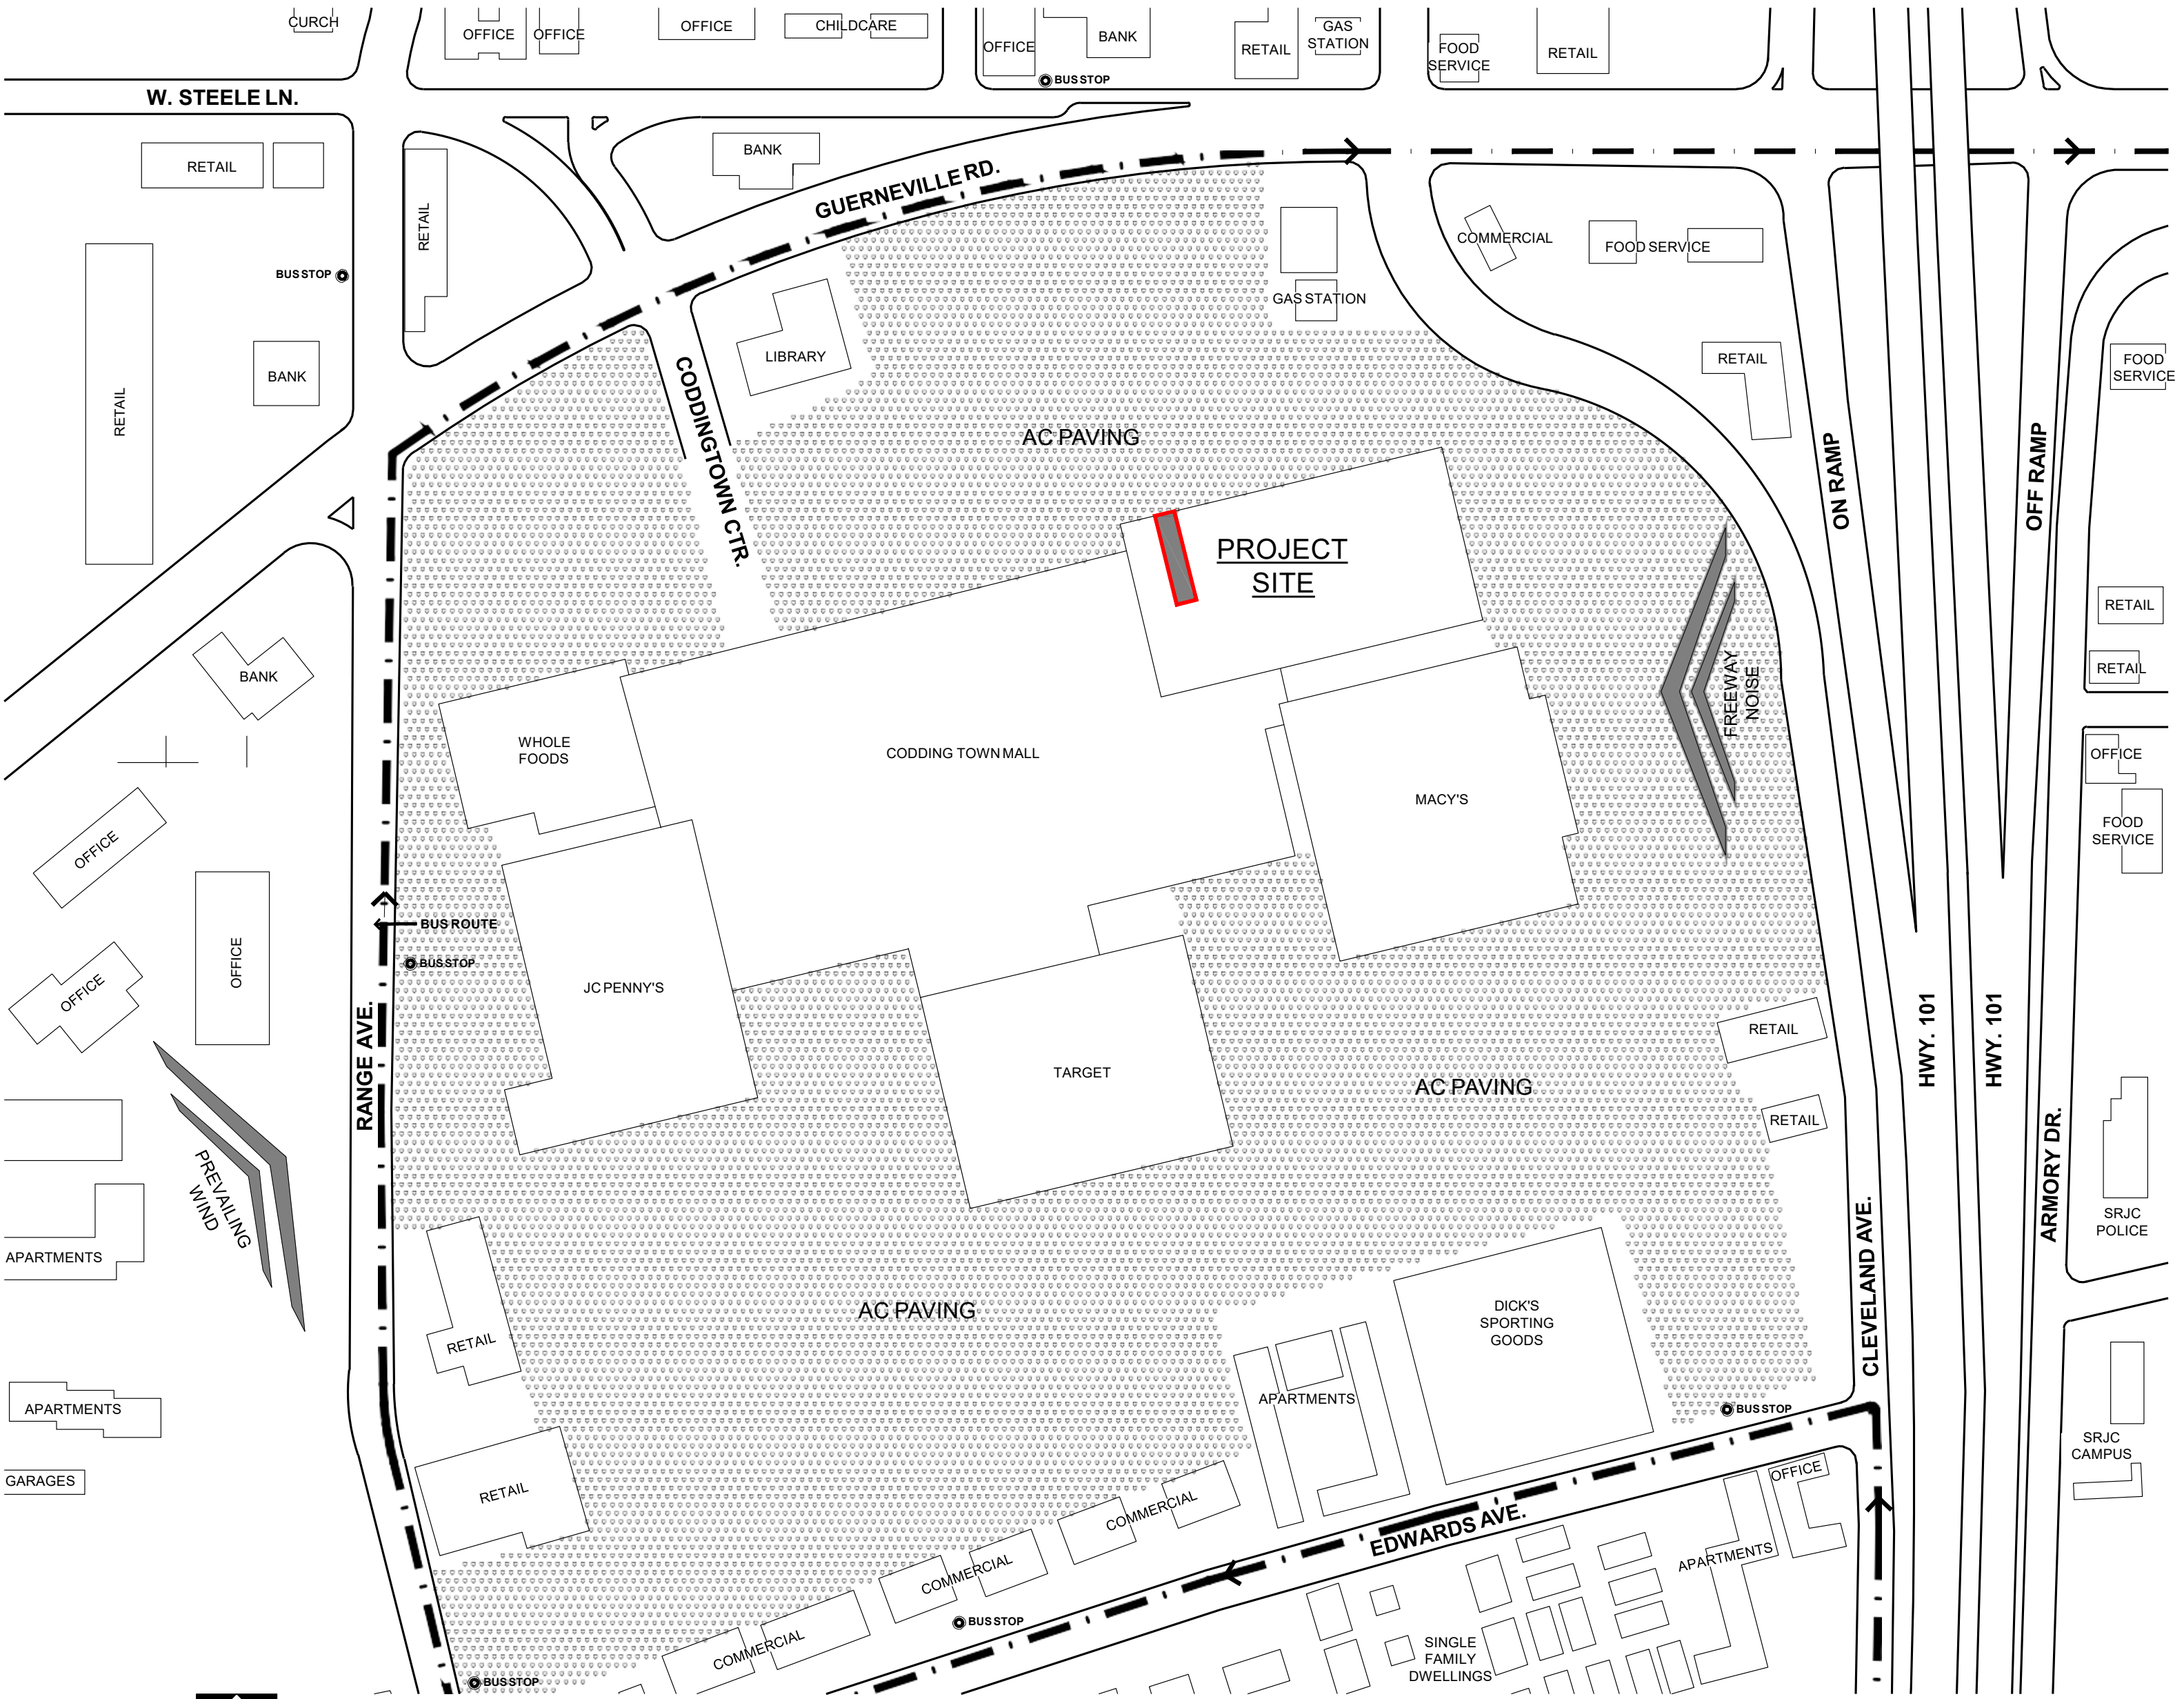 CURCH
OFFICE
OFFICE
OFFICE
CHILDCARE
OFFICE
BANK
RETAIL
GAS
STATION
FOOD
SERVICE
RETAIL
BUS STOP
W. STEELE LN.
RETAIL
RETAIL
BANK
GUERNEVILLE RD.
BUS STOP
COMMERCIAL
FOOD SERVICE
GAS STATION
LIBRARY
BANK
RETAIL
RETAIL
FOOD
SERVICE
CODDINGTOWN CTR.
AC PAVING
ON RAMP
OFF RAMP
PROJECT
SITE
RETAIL
RETAIL
BANK
FREEWAY
NOISE
WHOLE
FOODS
CODDING TOWN MALL
MACY'S
OFFICE
FOOD
SERVICE
OFFICE
OFFICE
OFFICE
BUS ROUTE
BUS STOP
JC PENNY'S
RANGE AVE.
TARGET
AC PAVING
RETAIL
RETAIL
HWY. 101
HWY. 101
ARMORY DR.
PREVAILING
WIND
APARTMENTS
SRJC
POLICE
CLEVELAND AVE.
AC PAVING
RETAIL
DICK'S
SPORTING
GOODS
APARTMENTS
APARTMENTS
BUS STOP
SRJC
CAMPUS
GARAGES
RETAIL
COMMERCIAL
EDWARDS AVE.
OFFICE
APARTMENTS
COMMERCIAL
BUS STOP
COMMERCIAL
SINGLE
FAMILY
DWELLINGS
BUS STOP